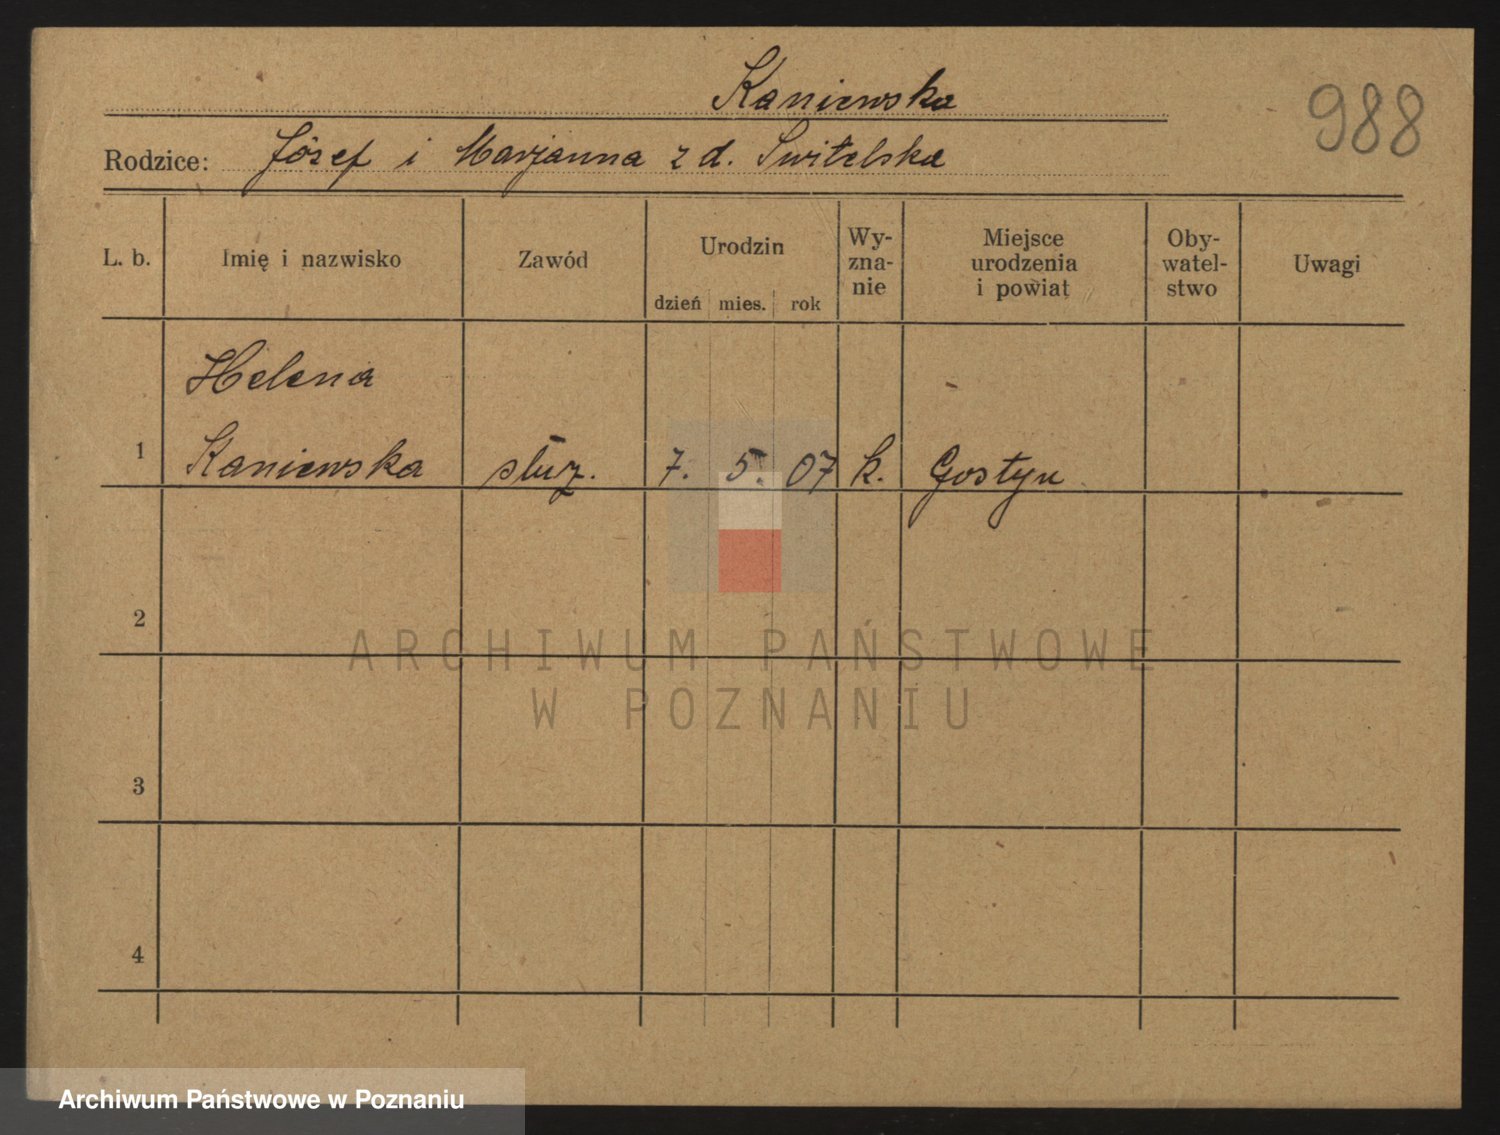 Kaniewska
988
Rodzice: Józef i Marjanna z d. Switelska
L. b.
Imię i nazwisko
Zawód
Urodzin
dzień mies. rok
Wy-
zna-
nie
Miejsce
urodzenia
i powiat
Oby-
watel-
stwo
Uwagi
Helena
1 Kaniewska służ. 7. 5. 07 k. Gostyn
2
ARCHIWUM PAŃSTWOWE
W POZNANIU
3
4
Archiwum Państwowe w Poznaniu